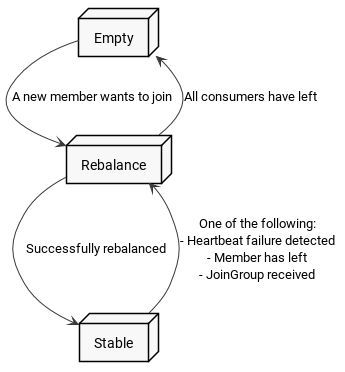 Empty
A new member wants to join
All consumers have left
Rebalance
Successfully rebalanced
One of the following:
- Heartbeat failure detected
- Member has left
- JoinGroup received
Stable